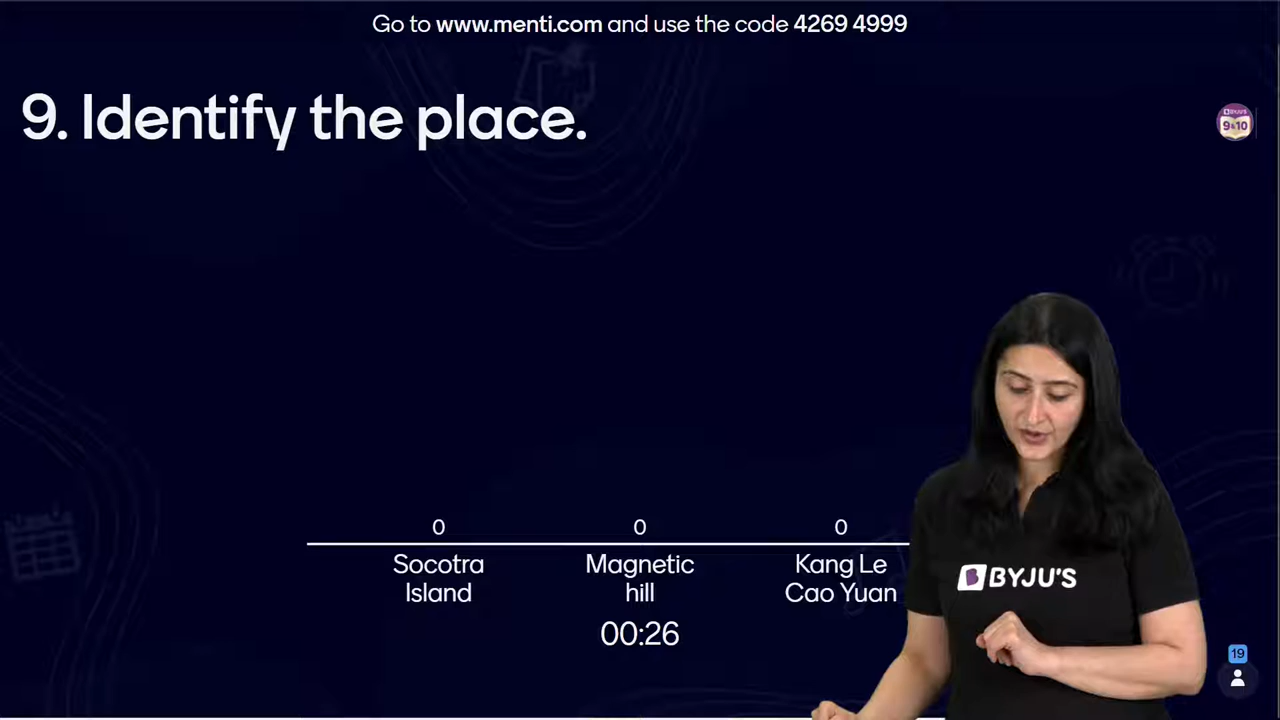 Go to www.menti.com and use the code 4269 4999
9. Identify the place.
BYJU'S
0
0
0
Socotra
Island
Magnetic
hill
Kang Le
Cao Yuan
00:26
BYJU'S
19